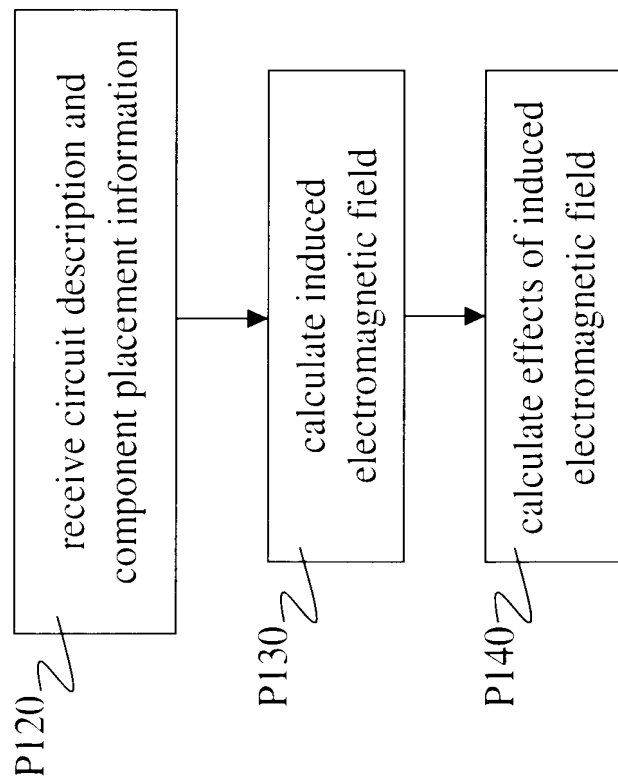 P120
receive circuit description and
component placement information
P130
calculate induced
electromagnetic field
P140
calculate effects of induced
electromagnetic field